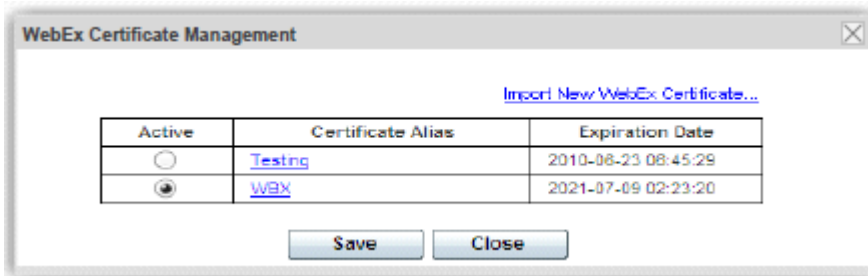 WebEx Certificate Management
Import New WebEx Certificate...
Active Certificate Alias Expiration Date
Testing 2010-06-23 06:45:29
WBX 2021-07-09 02:23:20
Save Close